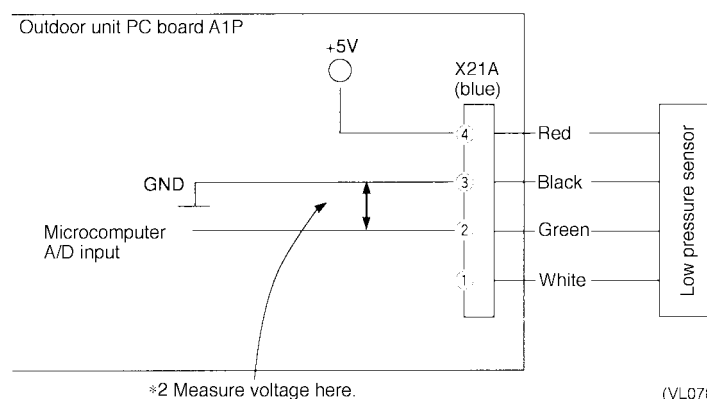 Outdoor unit PC board A1P
+5V
X21A
(blue)
4
Red
GND
3
Black
Microcomputer
A/D input
2
Green
1
White
Low pressure sensor
*2 Measure voltage here.
(VL078